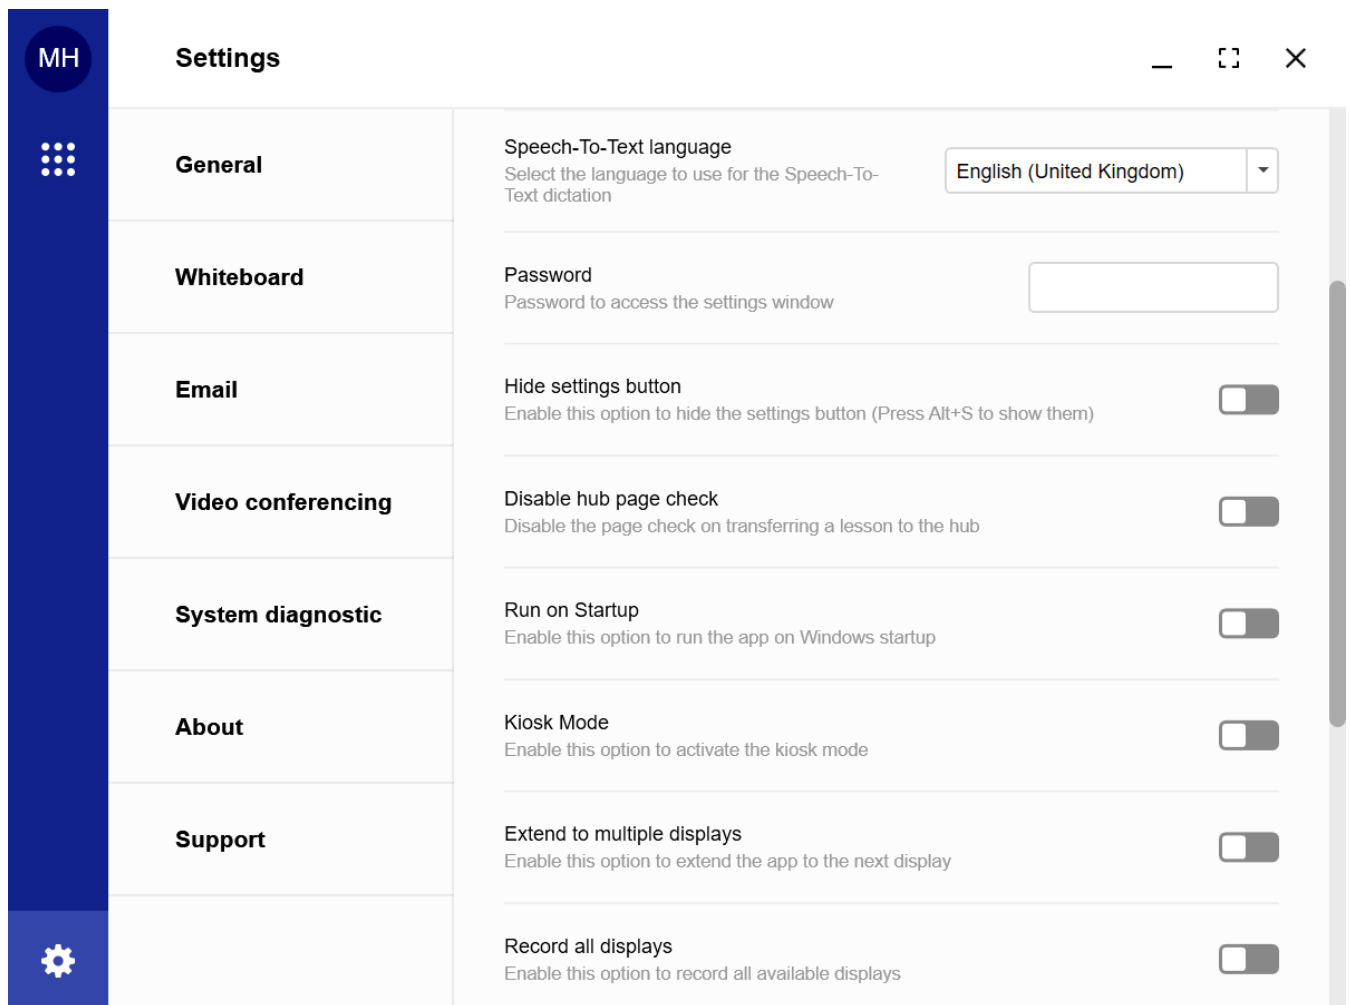 MH
Settings
General
Whiteboard
Email
Video conferencing
System diagnostic
About
Support
Speech-To-Text language
Select the language to use for the Speech-To-
Text dictation
English (United Kingdom)
Password
Password to access the settings window
Hide settings button
Enable this option to hide the settings button (Press Alt+S to show them)
Disable hub page check
Disable the page check on transferring a lesson to the hub
Run on Startup
Enable this option to run the app on Windows startup
Kiosk Mode
Enable this option to activate the kiosk mode
Extend to multiple displays
Enable this option to extend the app to the next display
Record all displays
Enable this option to record all available displays